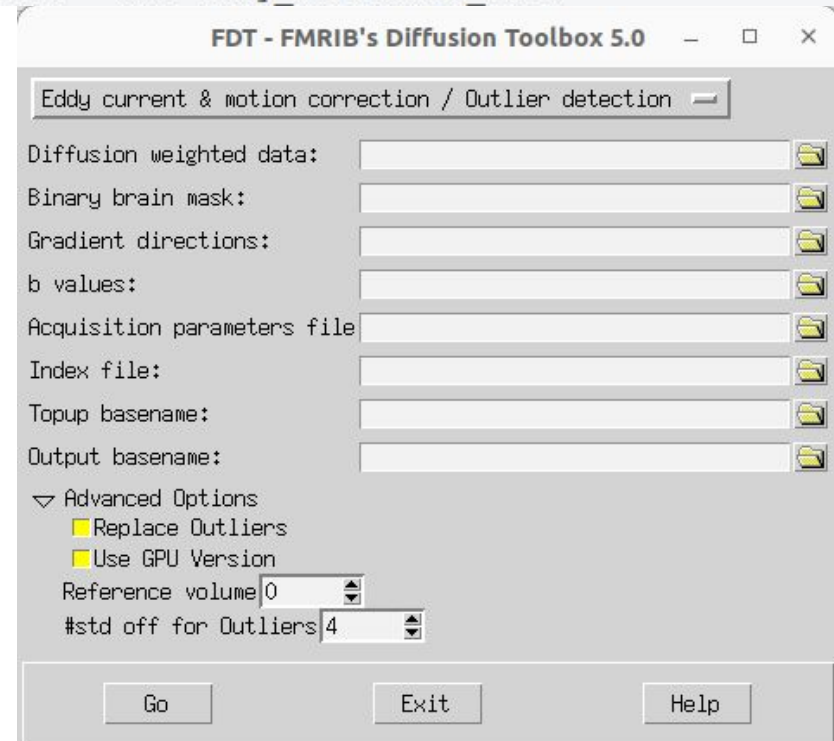 FDT - FMRIB's Diffusion Toolbox 5.0
Eddy current & motion correction / Outlier detection
Diffusion weighted data:
Binary brain mask:
Gradient directions:
b values:
Acquisition parameters file
Index file:
Topup basename:
Output basename:
Advanced Options
Replace Outliers
Use GPU Version
Reference volume 0
#std off for Outliers 4
Go Exit Help